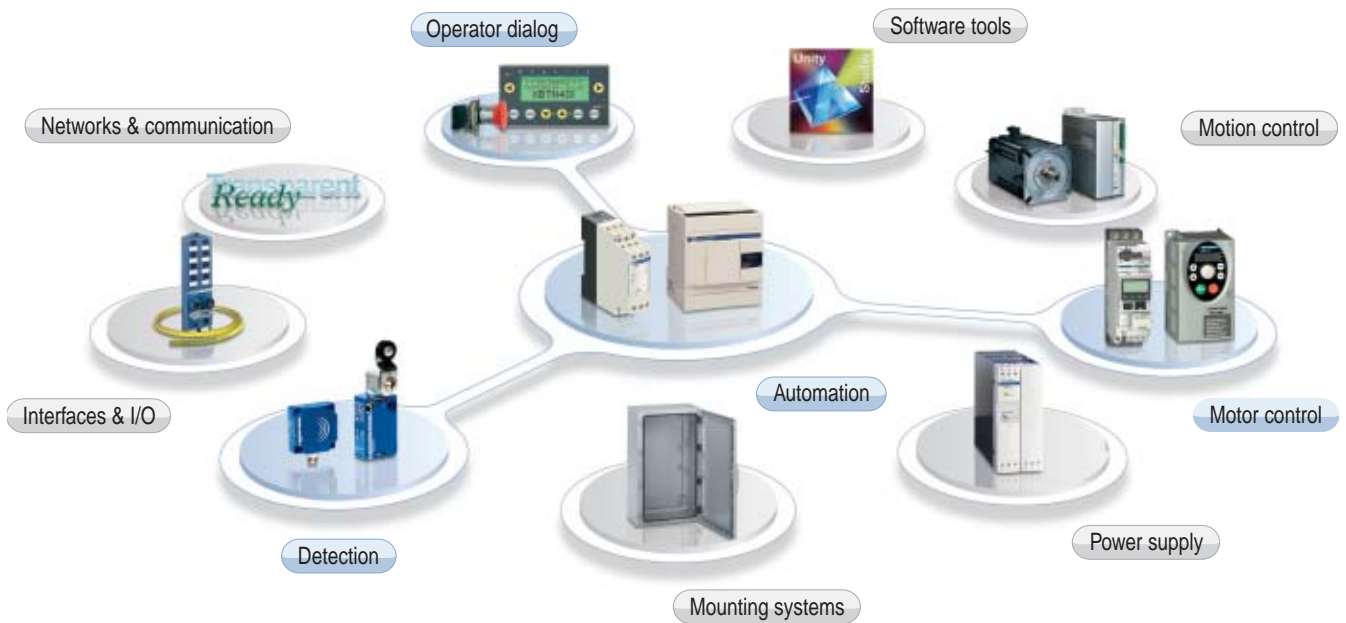 Operator dialog
Software tools
Unity
Studio
Networks & communication
Motion control
Transparent
Ready
Interfaces & I/O
Automation
Motor control
Detection
Power supply
Mounting systems